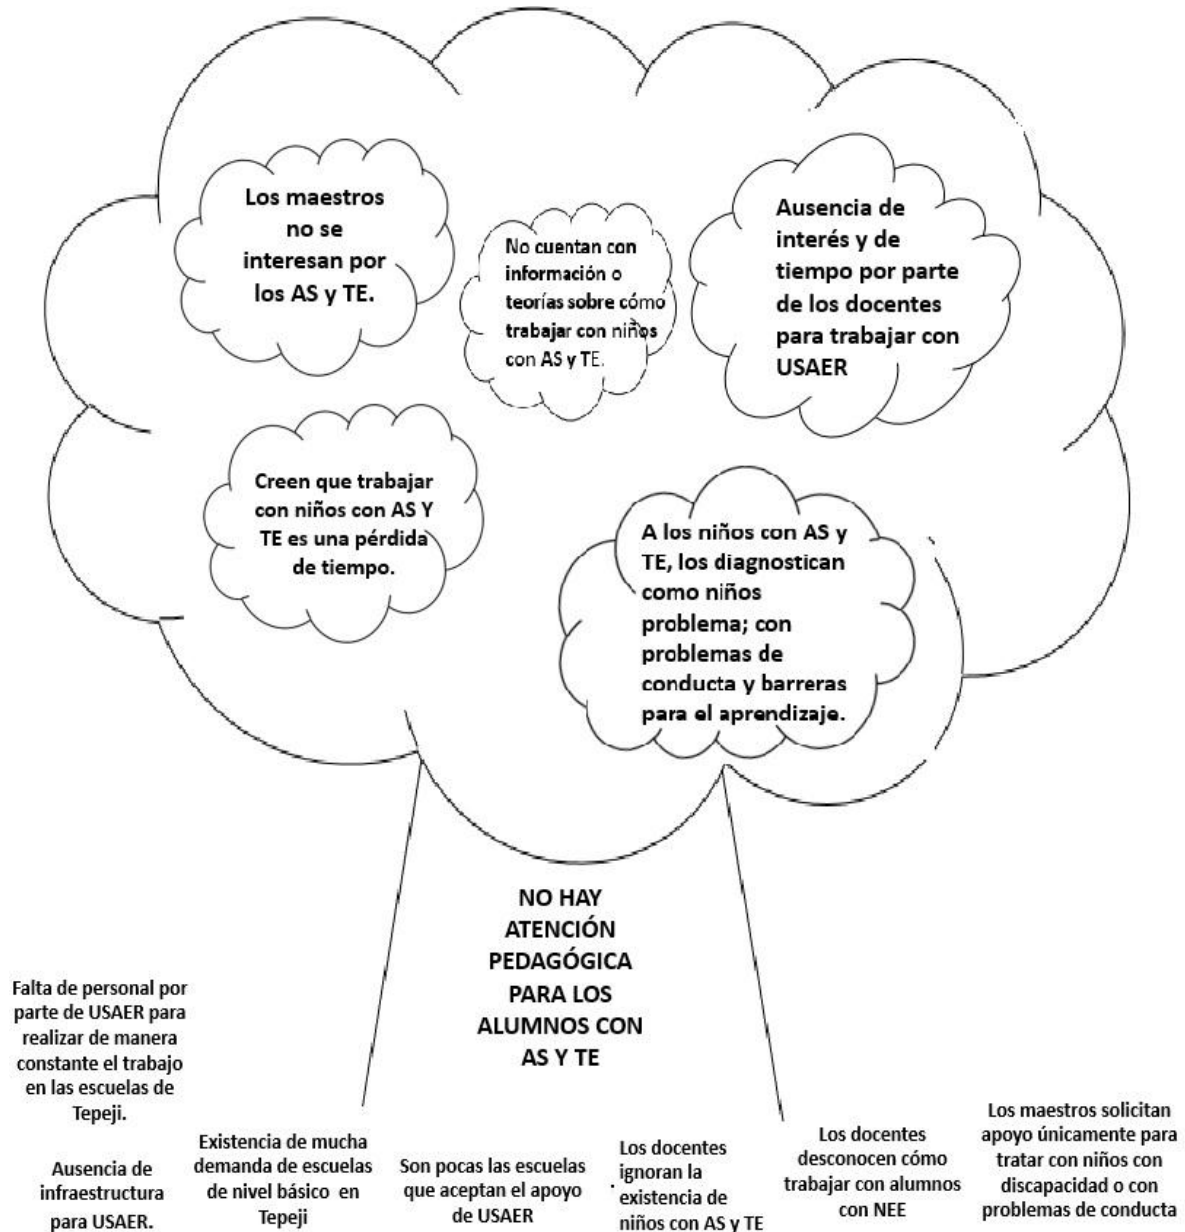 Los maestros
no se
interesan por
los AS y TE.
No cuentan con
información o
teorías sobre cómo
trabajar con niños
con AS y TE.
Ausencia de
interés y de
tiempo por parte
de los docentes
para trabajar con
USAER
Creen que trabajar
con niños con AS Y
TE es una pérdida
de tiempo.
A los niños con AS y
TE, los diagnostican
como niños
problema; con
problemas de
conducta y barreras
para el aprendizaje.
NO HAY
ATENCIÓN
PEDAGÓGICA
PARA LOS
ALUMNOS CON
AS Y TE
Falta de personal por
parte de USAER para
realizar de manera
constante el trabajo
en las escuelas de
Tepeji.
Ausencia de
infraestructura
para USAER.
Existencia de mucha
demanda de escuelas
de nivel básico en
Tepeji
Son pocas las escuelas
que aceptan el apoyo
de USAER
Los docentes
ignoran la
existencia de
niños con AS y TE
Los docentes
desconocen cómo
trabajar con alumnos
con NEE
Los maestros solicitan
apoyo únicamente para
tratar con niños con
discapacidad o con
problemas de conducta